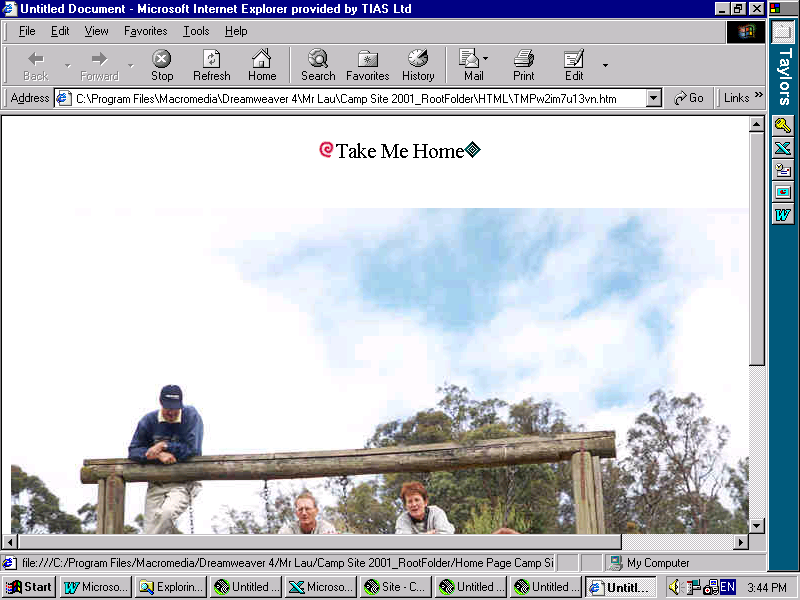 Untitled Document - Microsoft Internet Explorer provided by TIAS Ltd
File Edit View Favorites Tools Help
Back Forward Stop Refresh Home Search Favorites History Mail Print Edit
Address C:\Program Files\Macromedia\Dreamweaver 4\Mr Lau\Camp Site 2001_RootFolder\HTML\TMPw2im7u13vn.htm Go Links »
Taylors
Take Me Home
file:///C:/Program Files/Macromedia/Dreamweaver 4/Mr Lau/Camp Site 2001_RootFolder/Home Page Camp Si My Computer
Start Microso... Explorin... Untitled ... Microso... Site - C... Untitled ... Untitled ... Untitl... EN 3:44 PM